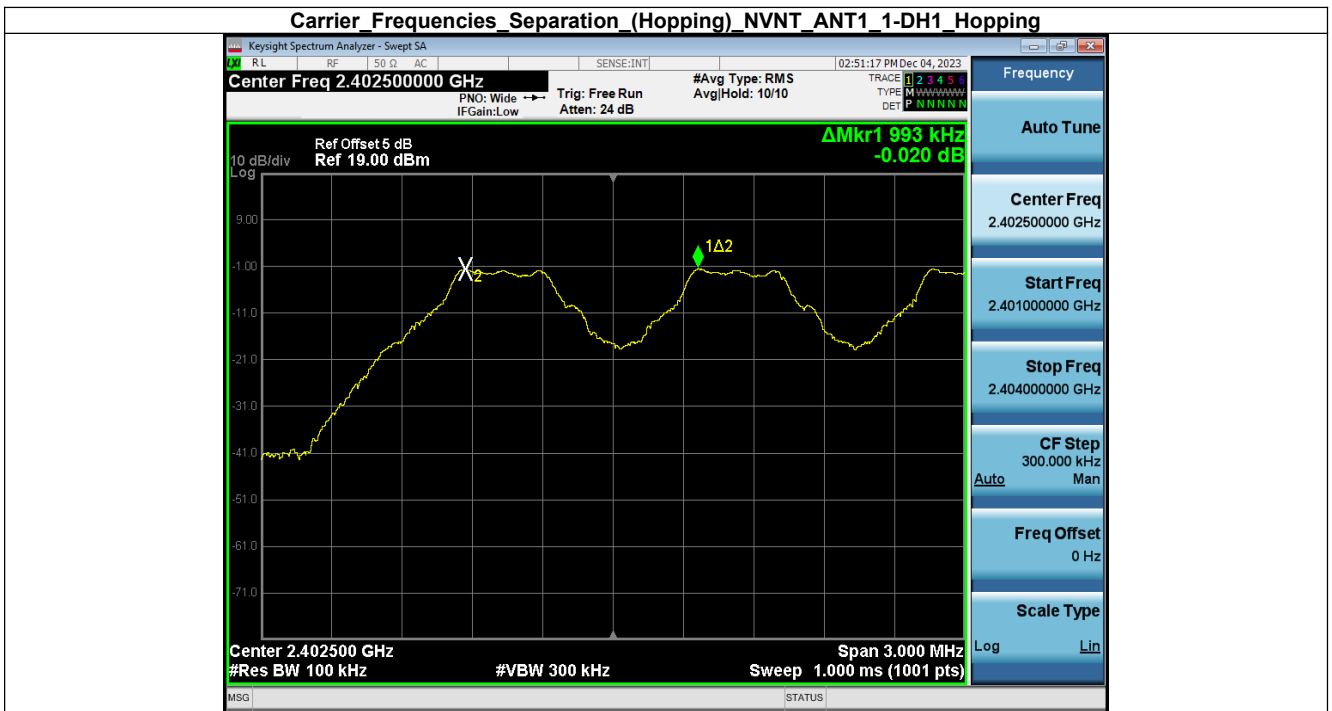 Carrier_Frequencies_Separation_(Hopping)_NVNT_ANT1_1-DH1_Hopping
Keysight Spectrum Analyzer - Swept SA
LXI RL RF 50 Ω AC SENSE:INT 02:51:17 PM Dec 04, 2023
Center Freq 2.402500000 GHz
PNO: Wide
IFGain:Low
Trig: Free Run
Atten: 24 dB
#Avg Type: RMS
Avg|Hold: 10/10
TRACE 1 2 3 4 5 6
TYPE M WWWWW
DET P N N N N N
Frequency
Auto Tune
Center Freq
2.402500000 GHz
Start Freq
2.401000000 GHz
Stop Freq
2.404000000 GHz
CF Step
300.000 kHz
Auto Man
Freq Offset
0 Hz
Scale Type
Log Lin
ΔMkr1 993 kHz
-0.020 dB
Ref Offset 5 dB
10 dB/div Ref 19.00 dBm
Log
9.00
-1.00
-11.0
-21.0
-31.0
-41.0
-51.0
-61.0
-71.0
X2
1Δ2
Center 2.402500 GHz Span 3.000 MHz
#Res BW 100 kHz #VBW 300 kHz Sweep 1.000 ms (1001 pts)
MSG STATUS